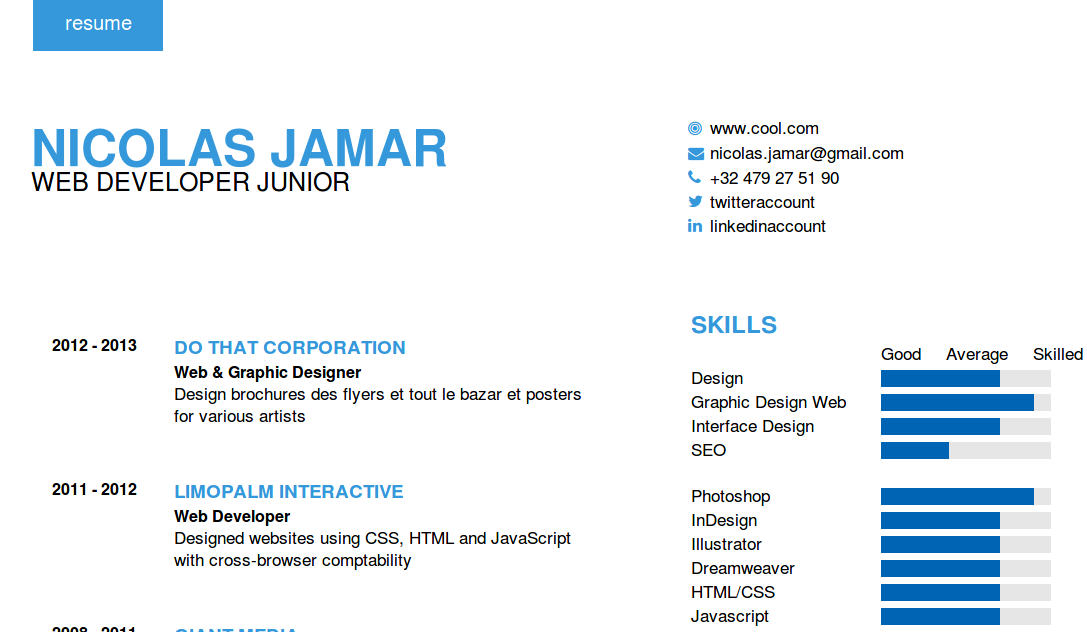 resume
NICOLAS JAMAR
WEB DEVELOPER JUNIOR
www.cool.com
nicolas.jamar@gmail.com
+32 479 27 51 90
twitteraccount
linkedinaccount
2012 - 2013
DO THAT CORPORATION
Web & Graphic Designer
Design brochures des flyers et tout le bazar et posters
for various artists
2011 - 2012
LIMOPALM INTERACTIVE
Web Developer
Designed websites using CSS, HTML and JavaScript
with cross-browser comptability
2008 - 2011
GIANT MEDIA
SKILLS
Good Average Skilled
Design
Graphic Design Web
Interface Design
SEO
Photoshop
InDesign
Illustrator
Dreamweaver
HTML/CSS
Javascript